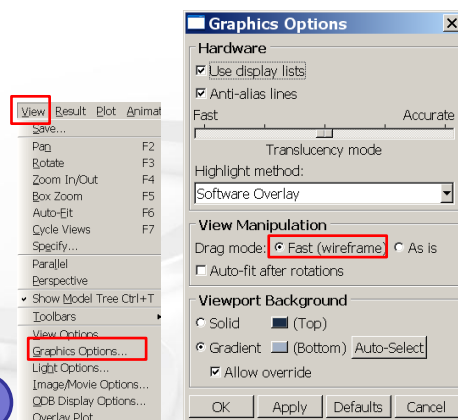 View Result Plot Animat
Save...
Pan F2
Rotate F3
Zoom In/Out F4
Box Zoom F5
Auto-Fit F6
Cycle Views F7
Specify...
Parallel
Perspective
Show Model Tree Ctrl+T
Toolbars
View Options...
Graphics Options...
Light Options...
Image/Movie Options...
ODB Display Options...
Overlay Plot...
Graphics Options
Hardware
Use display lists
Anti-alias lines
Fast Accurate
Translucency mode
Highlight method:
Software Overlay
View Manipulation
Drag mode: Fast (wireframe) As is
Auto-fit after rotations
Viewport Background
Solid (Top)
Gradient (Bottom) Auto-Select
Allow override
OK Apply Defaults Cancel